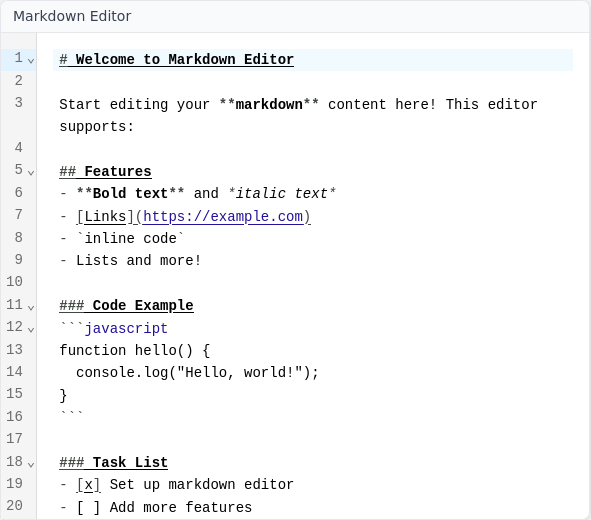 Markdown Editor
1 # Welcome to Markdown Editor
2
3 Start editing your **markdown** content here! This editor
supports:
4
5 ## Features
6 - **Bold text** and *italic text*
7 - [Links](https://example.com)
8 - `inline code`
9 - Lists and more!
10
11 ### Code Example
12 ```javascript
13 function hello() {
14   console.log("Hello, world!");
15 }
16 ```
17
18 ### Task List
19 - [x] Set up markdown editor
20 - [ ] Add more features